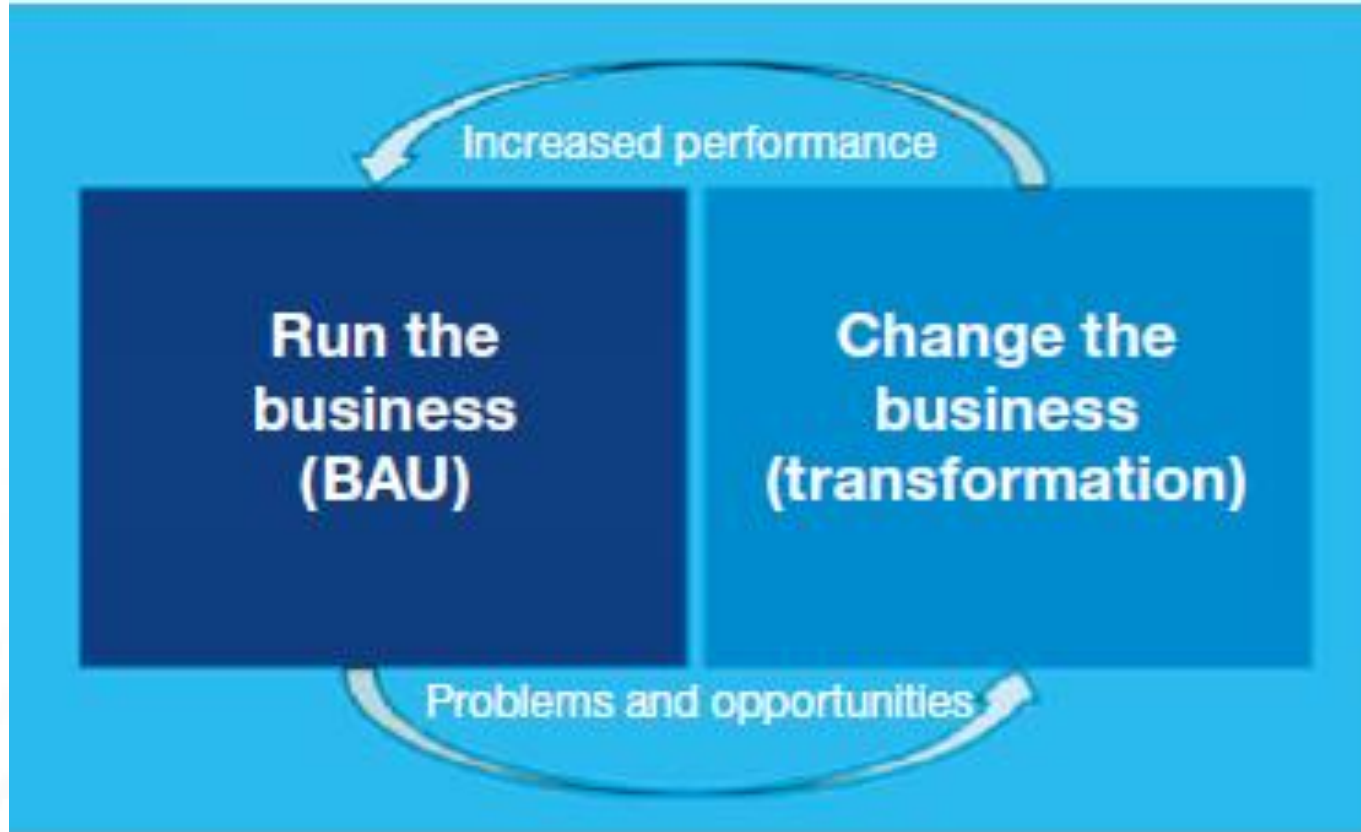 Increased performance
Run the
business
(BAU)
Change the
business
(transformation)
Problems and opportunities